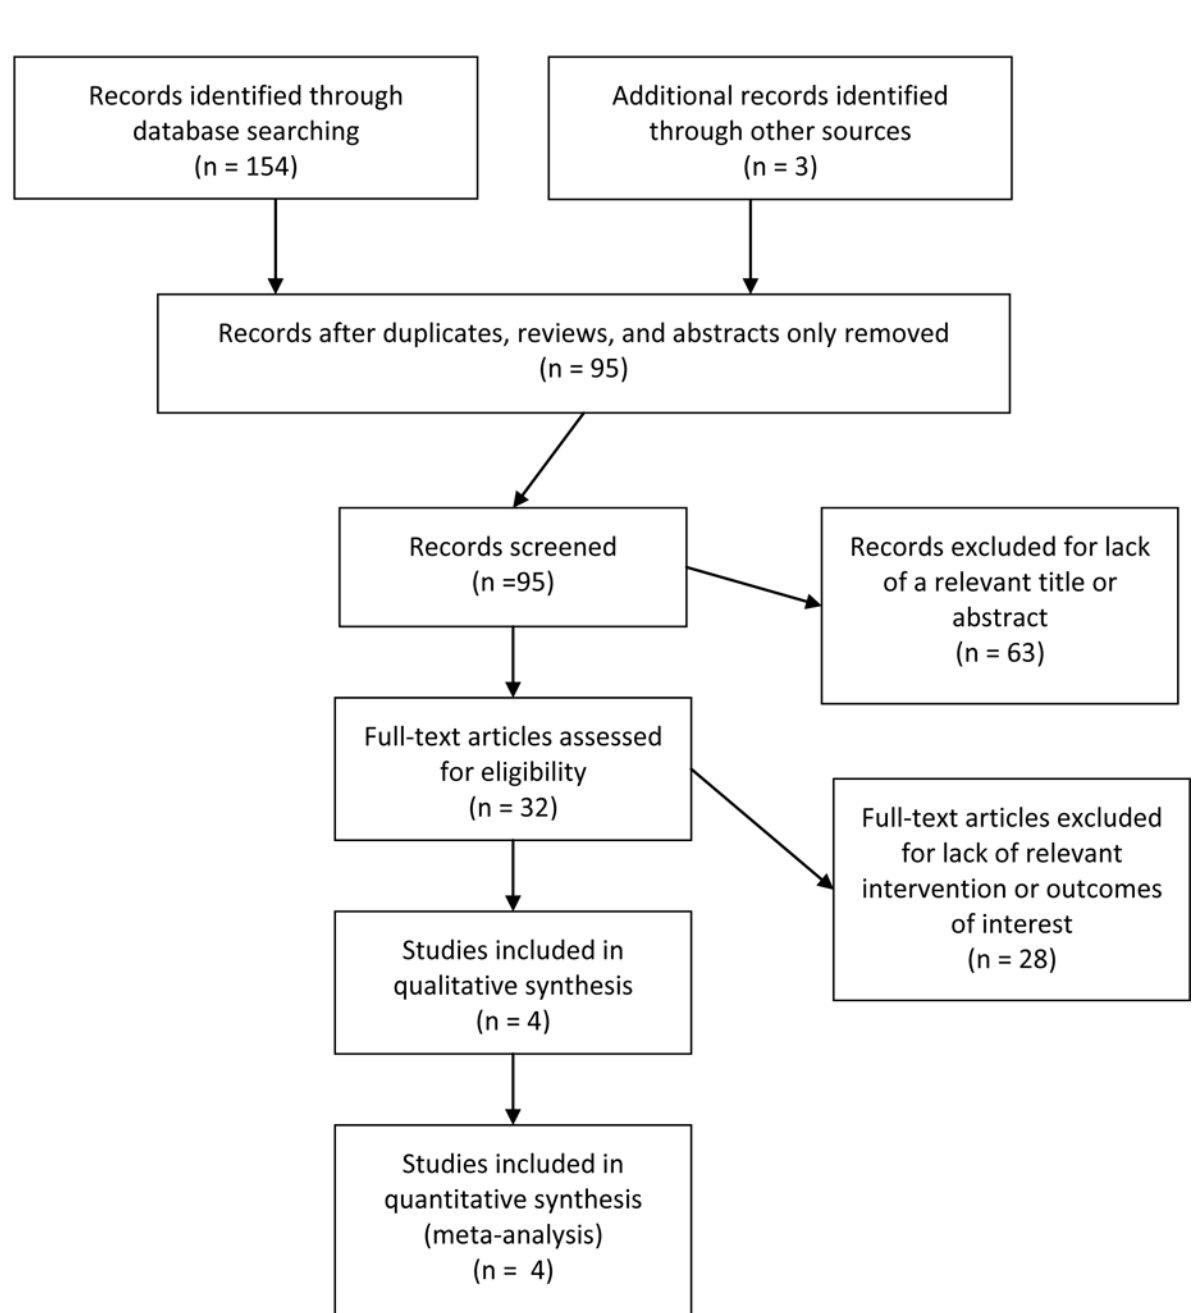 Records identified through
database searching
(n = 154)
Additional records identified
through other sources
(n = 3)
Records after duplicates, reviews, and abstracts only removed
(n = 95)
Records screened
(n =95)
Records excluded for lack
of a relevant title or
abstract
(n = 63)
Full-text articles assessed
for eligibility
(n = 32)
Full-text articles excluded
for lack of relevant
intervention or outcomes
of interest
(n = 28)
Studies included in
qualitative synthesis
(n = 4)
Studies included in
quantitative synthesis
(meta-analysis)
(n =  4)